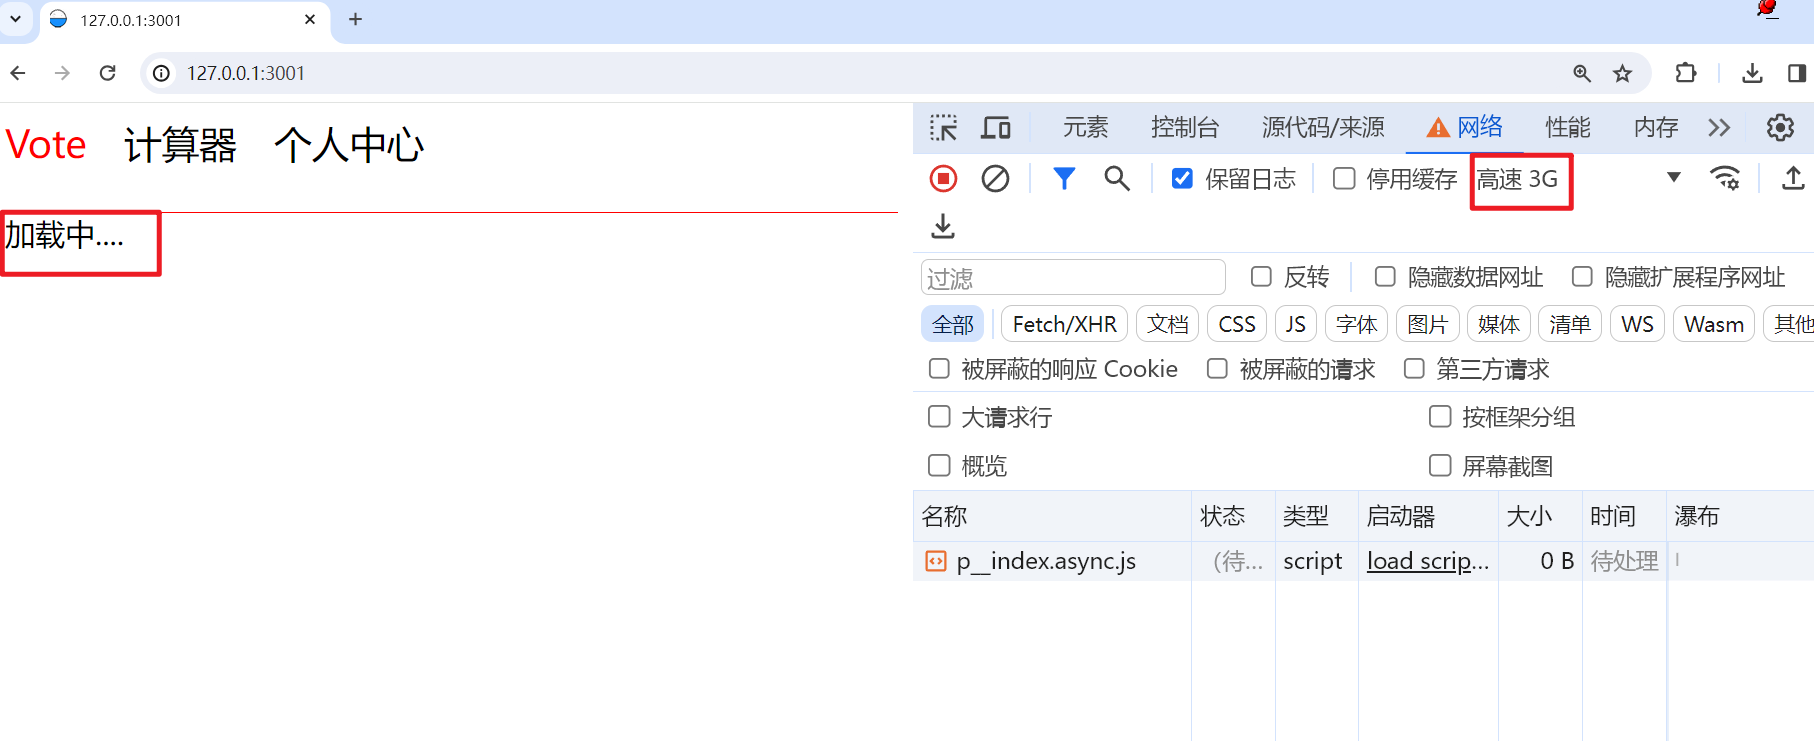 127.0.0.1:3001
127.0.0.1:3001
Vote 计算器 个人中心
加载中....
元素 控制台 源代码/来源 网络 性能 内存
保留日志 停用缓存 高速 3G
过滤 反转 隐藏数据网址 隐藏扩展程序网址
全部 Fetch/XHR 文档 CSS JS 字体 图片 媒体 清单 WS Wasm 其他
被屏蔽的响应 Cookie 被屏蔽的请求 第三方请求
大请求行 按框架分组
概览 屏幕截图
名称 状态 类型 启动器 大小 时间 瀑布
p__index.async.js (待... script load scrip... 0 B 待处理